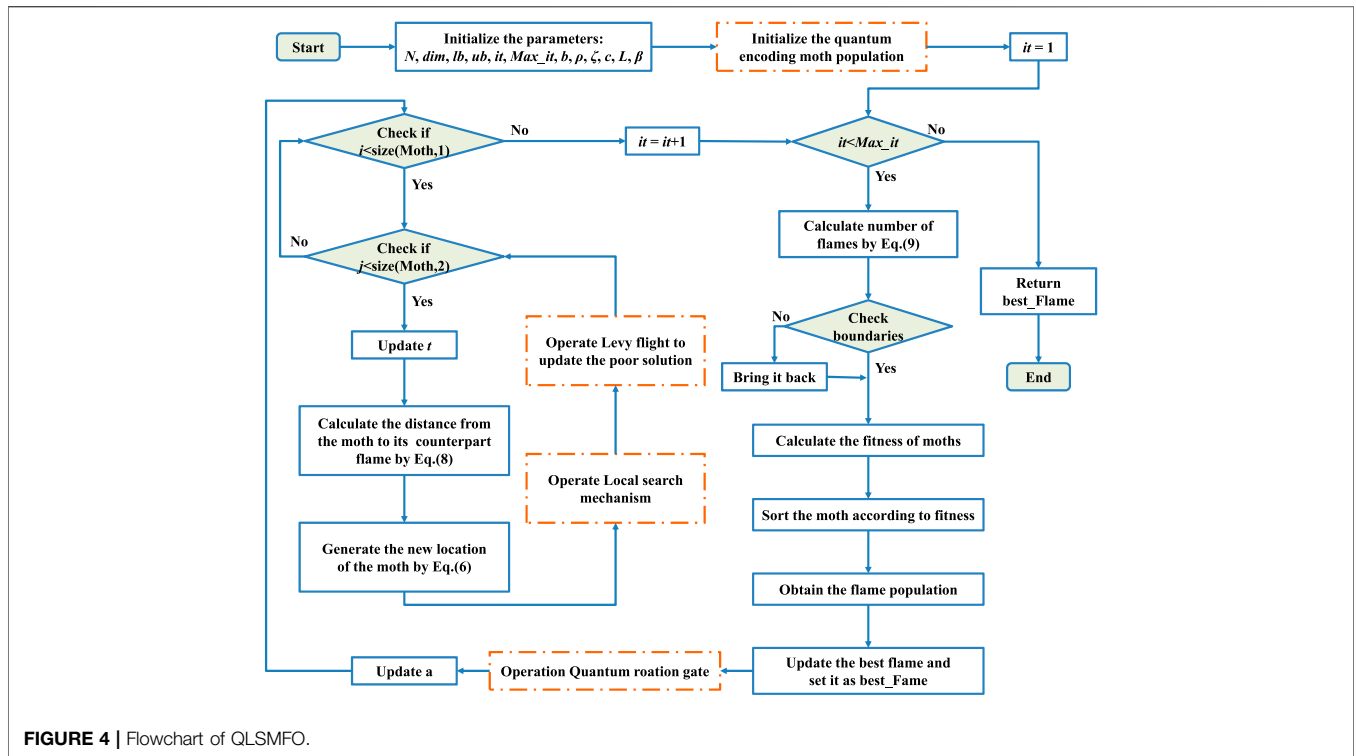 Start
Initialize the parameters:
N, dim, lb, ub, it, Max_it, b, ρ, ζ, c, L, β
Initialize the quantum
encoding moth population
it = 1
Check if
i<size(Moth,1)
No
it = it+1
it<Max_it
No
Yes
Yes
Calculate number of
flames by Eq.(9)
No
Check if
j<size(Moth,2)
Return
best_Flame
Yes
No
Check
boundaries
Operate Levy flight to
update the poor solution
Update t
Yes
Bring it back
End
Calculate the distance from
the moth to its counterpart
flame by Eq.(8)
Calculate the fitness of moths
Operate Local search
mechanism
Sort the moth according to fitness
Generate the new location
of the moth by Eq.(6)
Obtain the flame population
Update a
Operation Quantum roation gate
Update the best flame and
set it as best_Fame
FIGURE 4 | Flowchart of QLSMFO.